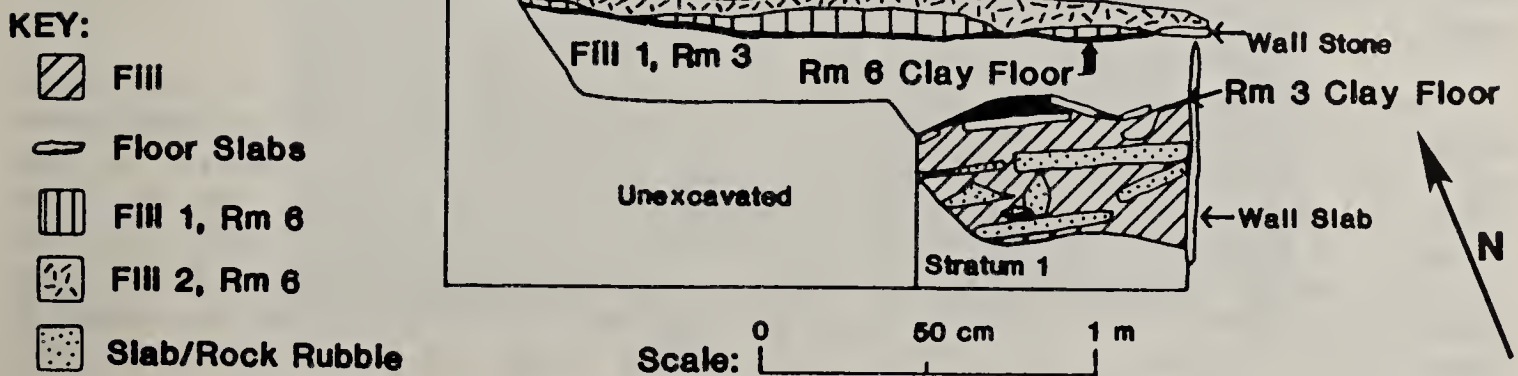 KEY:
Fill
Floor Slabs
Fill 1, Rm 6
Fill 2, Rm 6
Slab/Rock Rubble
Fill 1, Rm 3
Rm 6 Clay Floor
Wall Stone
Rm 3 Clay Floor
Unexcavated
Wall Slab
Stratum 1
N
Scale:
0 50 cm 1 m